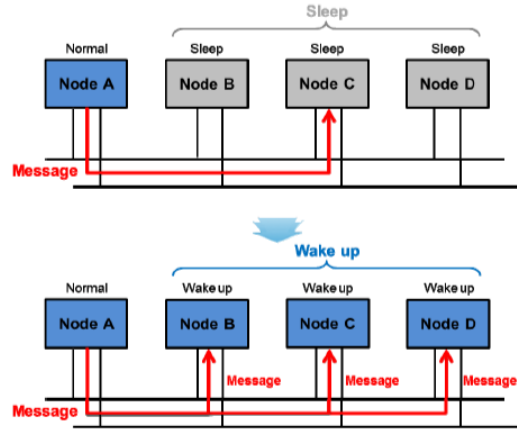 Sleep
Normal Sleep Sleep Sleep
Node A Node B Node C Node D
Message
Wake up
Normal Wake up Wake up Wake up
Node A Node B Node C Node D
Message Message Message
Message